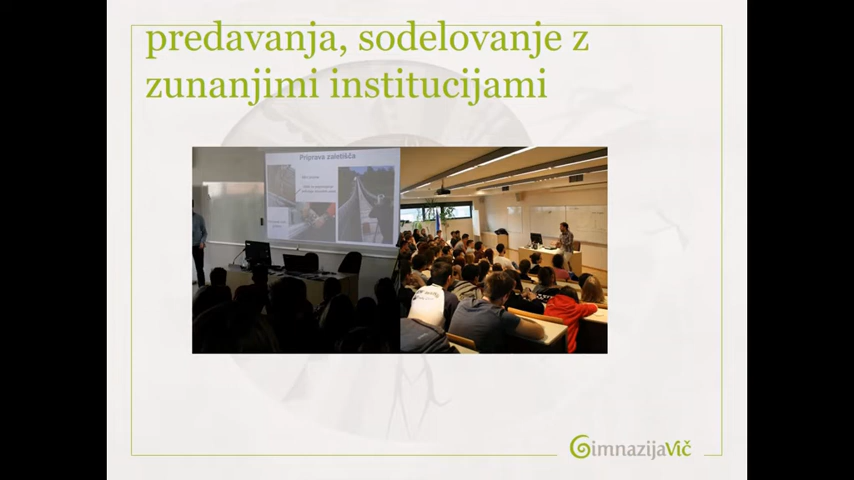 predavanja, sodelovanje z
zunanjimi institucijami
Priprava zaletišča
GimnazijaVič